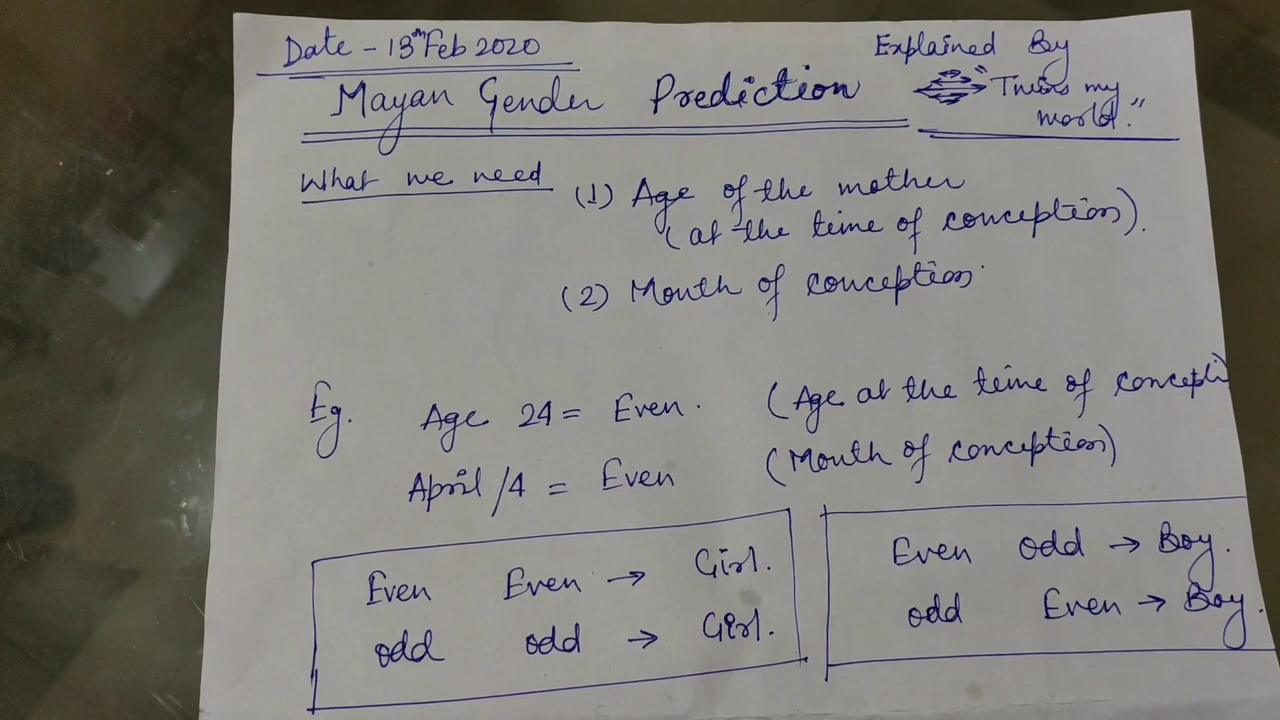 Date - 13th Feb 2020
Explained By
Mayan Gender Prediction
"Twins my
world."
What we need
(1) Age of the mother
(at the time of conception).
(2) Month of conception.
Eg. Age 24 = Even. (Age at the time of concepti
April/4 = Even (Month of conception)
Even Even → Girl.
odd odd → Girl.
Even odd → Boy.
odd Even → Boy.